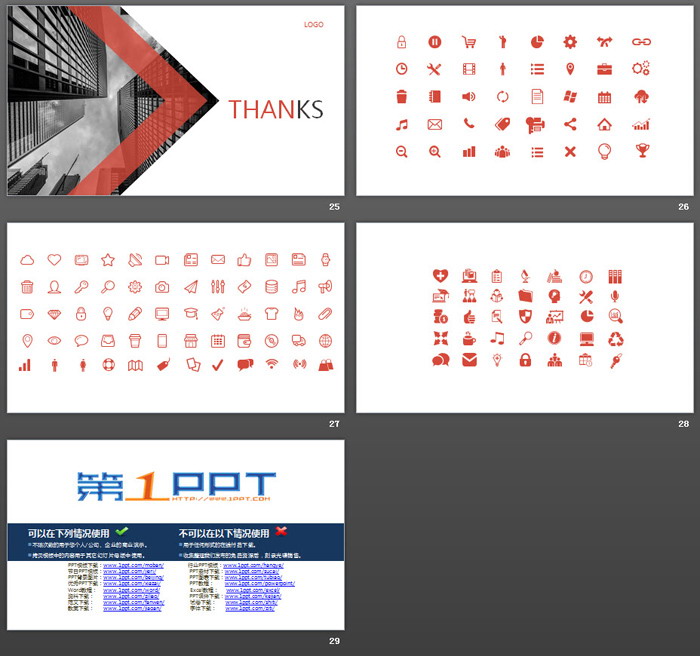 LOGO
THANKS
25
26
27
28
第1PPT
HTTP://WWW.1PPT.COM
可以在下列情况使用
不可以在以下情况使用
PPT模板下载：www.1ppt.com/moban/
行业PPT模板：www.1ppt.com/hangye/
节日PPT模板：www.1ppt.com/jieri/
PPT素材下载：www.1ppt.com/sucai/
PPT背景图片：www.1ppt.com/beijing/
PPT图表下载：www.1ppt.com/tubiao/
优秀PPT下载：www.1ppt.com/xiazai/
PPT教程：www.1ppt.com/powerpoint/
Word教程：www.1ppt.com/word/
Excel教程：www.1ppt.com/excel/
资料下载：www.1ppt.com/ziliao/
PPT课件下载：www.1ppt.com/kejian/
范文下载：www.1ppt.com/fanwen/
试卷下载：www.1ppt.com/shiti/
教案下载：www.1ppt.com/jiaoan/
字体下载：www.1ppt.com/ziti/
29